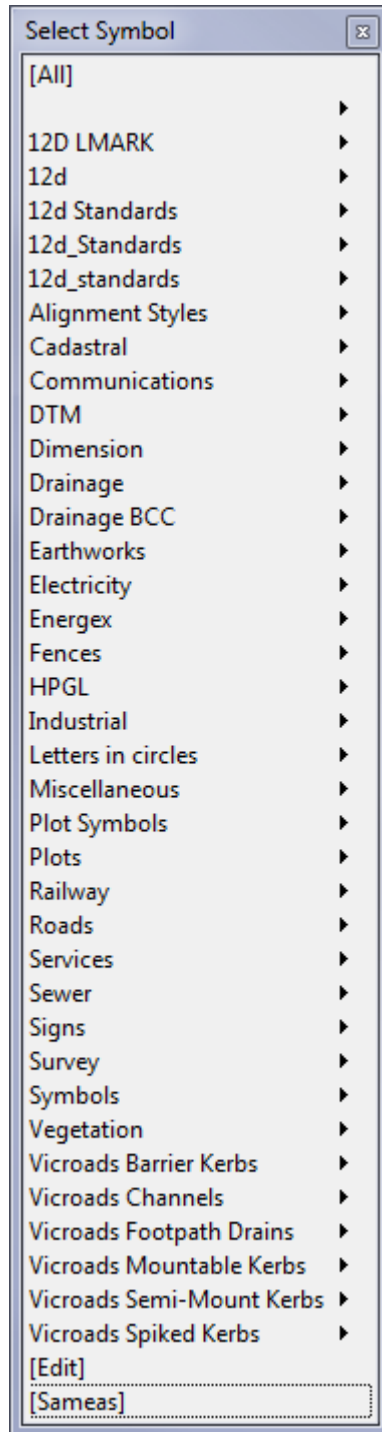 Select Symbol
[All]
12D LMARK
12d
12d Standards
12d_Standards
12d_standards
Alignment Styles
Cadastral
Communications
DTM
Dimension
Drainage
Drainage BCC
Earthworks
Electricity
Energex
Fences
HPGL
Industrial
Letters in circles
Miscellaneous
Plot Symbols
Plots
Railway
Roads
Services
Sewer
Signs
Survey
Symbols
Vegetation
Vicroads Barrier Kerbs
Vicroads Channels
Vicroads Footpath Drains
Vicroads Mountable Kerbs
Vicroads Semi-Mount Kerbs
Vicroads Spiked Kerbs
[Edit]
[Sameas]